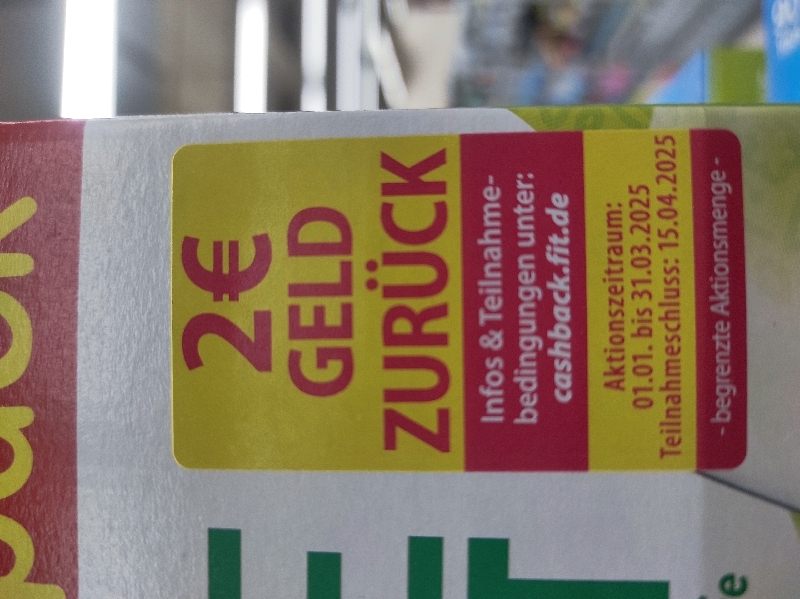 2€
GELD
ZURÜCK
Infos & Teilnahme-
bedingungen unter:
cashback.fit.de
Aktionszeitraum:
01.01. bis 31.03.2025
Teilnahmeschluss: 15.04.2025
- begrenzte Aktionsmenge -